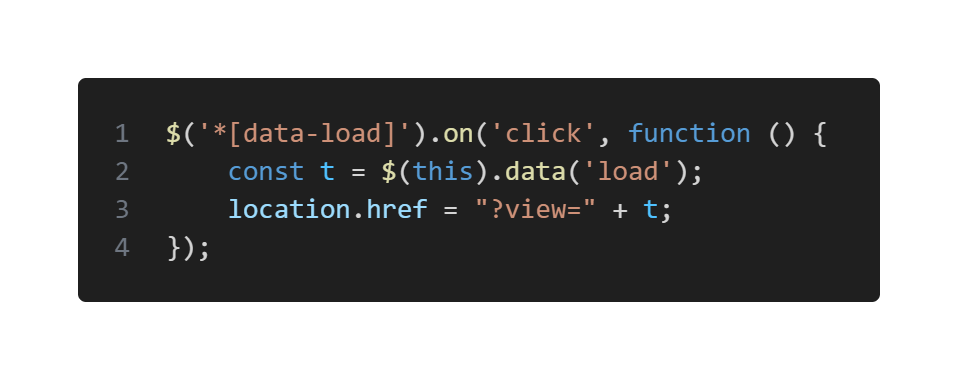 1 $('*[data-load]').on('click', function () {
2     const t = $(this).data('load');
3     location.href = "?view=" + t;
4 });